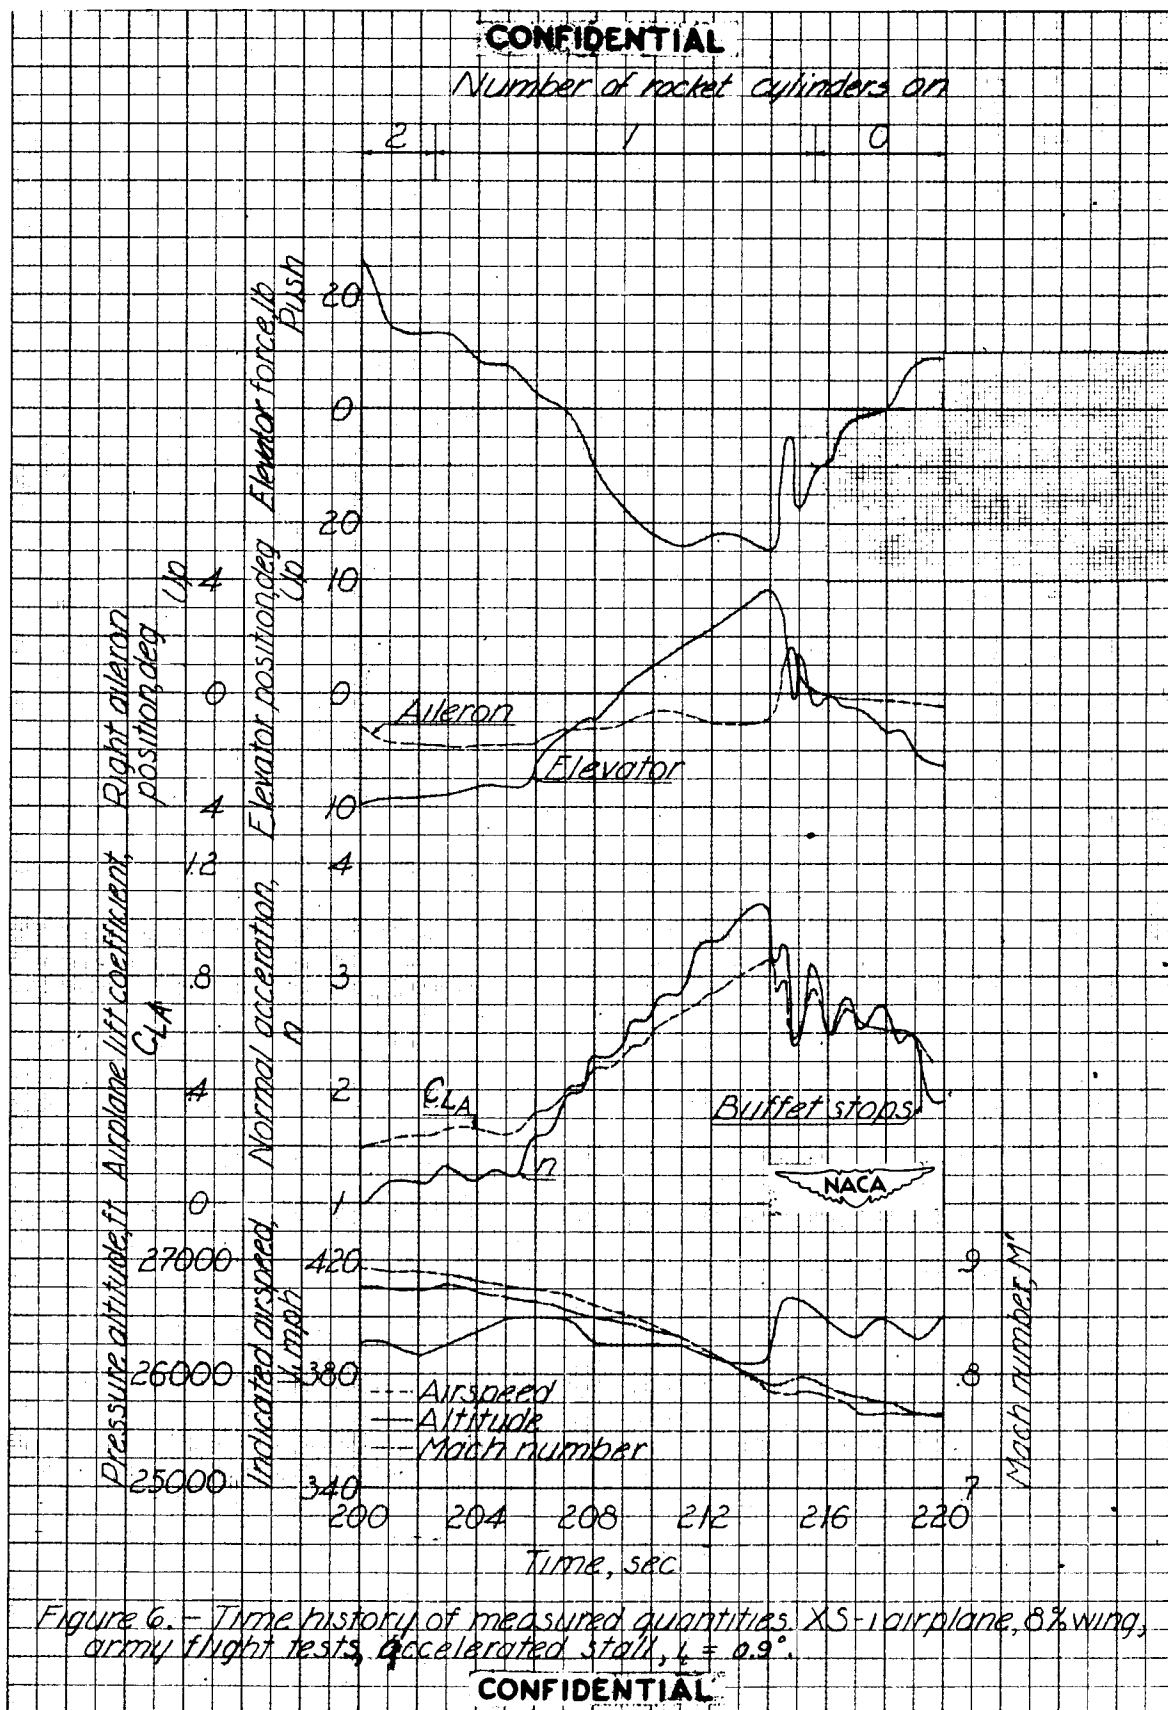 CONFIDENTIAL
Number of rocket cylinders on
2 1 0
Elevator force, lb
Push
20
0
20
Right aileron position, deg
Up
4
0
4
Elevator position, deg
Up
10
0
10
Aileron
Elevator
Airplane lift coefficient,
CLA
1.2
.8
.4
0
Normal acceration,
n
4
3
2
1
CLA
n
Buffet stops
NACA
Pressure altitude, ft
27000
26000
25000
Indicated airspeed,
V, mph
420
380
340
Mach number, M'
.9
.8
.7
Airspeed
Altitude
Mach number
200 204 208 212 216 220
Time, sec
Figure 6. - Time history of measured quantities. XS-1 airplane, 8% wing,
army flight tests, accelerated stall, = 0.9°.
CONFIDENTIAL